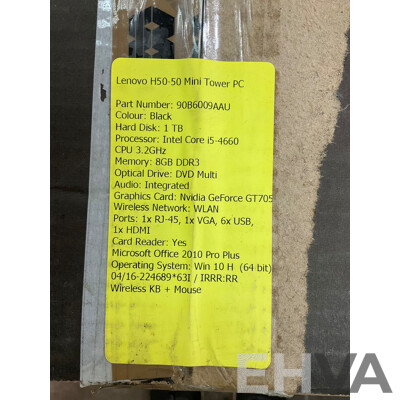 Lenovo H50-50 Mini Tower PC
Part Number: 90B6009AAU
Colour: Black
Hard Disk: 1 TB
Processor: Intel Core i5-4660
CPU 3.2GHz
Memory: 8GB DDR3
Optical Drive: DVD Multi
Audio: Integrated
Graphics Card: Nvidia GeForce GT705
Wireless Network: WLAN
Ports: 1x RJ-45, 1x VGA, 6x USB,
1x HDMI
Card Reader: Yes
Microsoft Office 2010 Pro Plus
Operating System: Win 10 H (64 bit)
04/16-224689*63I / IRRR:RR
Wireless KB + Mouse
EHVA